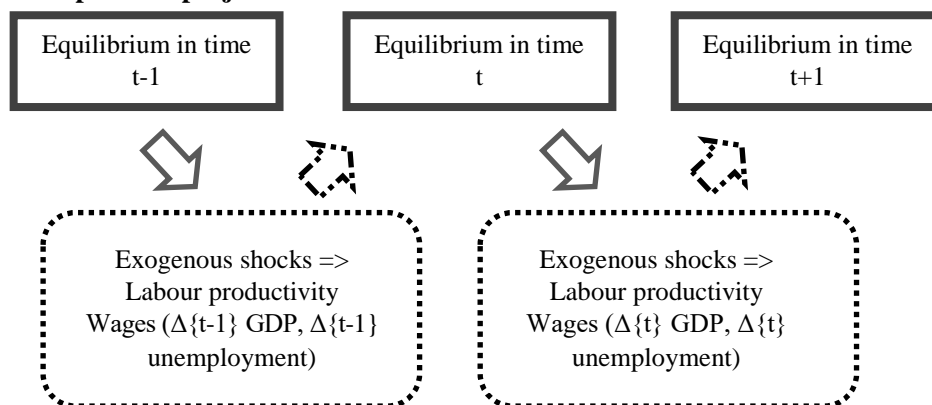 Equilibrium in time
t-1
Equilibrium in time
t
Equilibrium in time
t+1
Exogenous shocks =>
Labour productivity
Wages (Δ{t-1} GDP, Δ{t-1}
unemployment)
Exogenous shocks =>
Labour productivity
Wages (Δ{t} GDP, Δ{t}
unemployment)